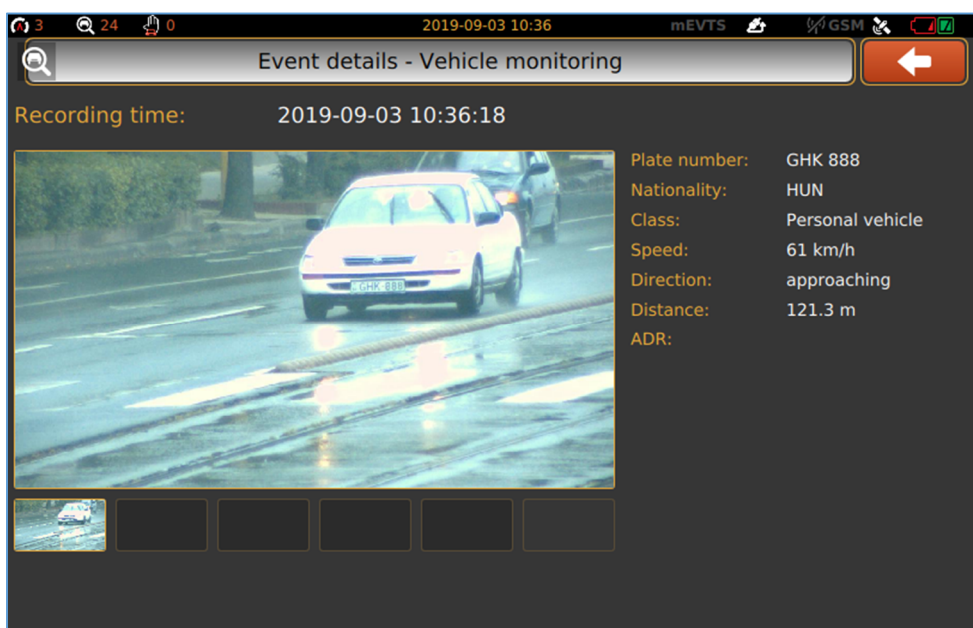 3 24 0 2019-09-03 10:36 mEVTS GSM
Event details - Vehicle monitoring
Recording time: 2019-09-03 10:36:18
Plate number: GHK 888
Nationality: HUN
Class: Personal vehicle
Speed: 61 km/h
Direction: approaching
Distance: 121.3 m
ADR:
GHK-888